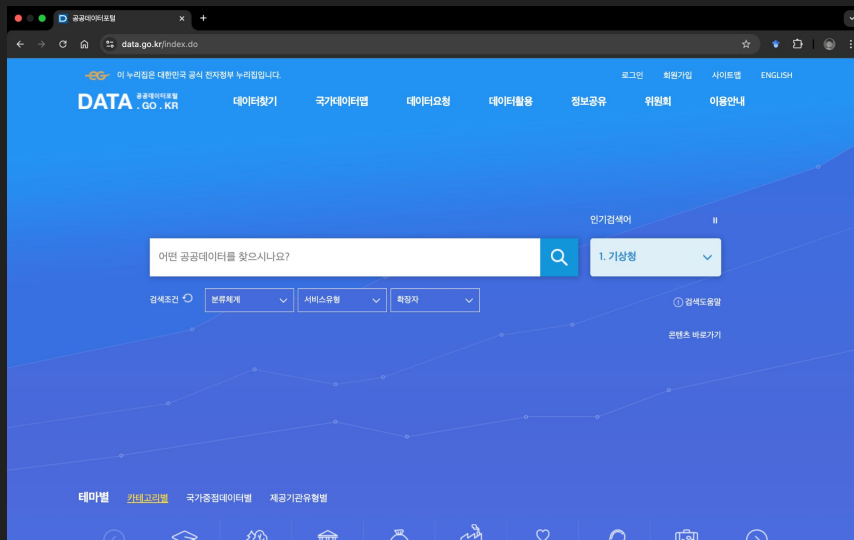 공공데이터포털
data.go.kr/index.do
이 누리집은 대한민국 공식 전자정부 누리집입니다.
로그인 회원가입 사이트맵 ENGLISH
DATA 공공데이터포털 .GO.KR
데이터찾기 국가데이터맵 데이터요청 데이터활용 정보공유 위원회 이용안내
인기검색어
어떤 공공데이터를 찾으시나요?
1. 기상청
검색조건 분류체계 서비스유형 확장자
검색도움말
콘텐츠 바로가기
테마별 카테고리별 국가중점데이터별 제공기관유형별